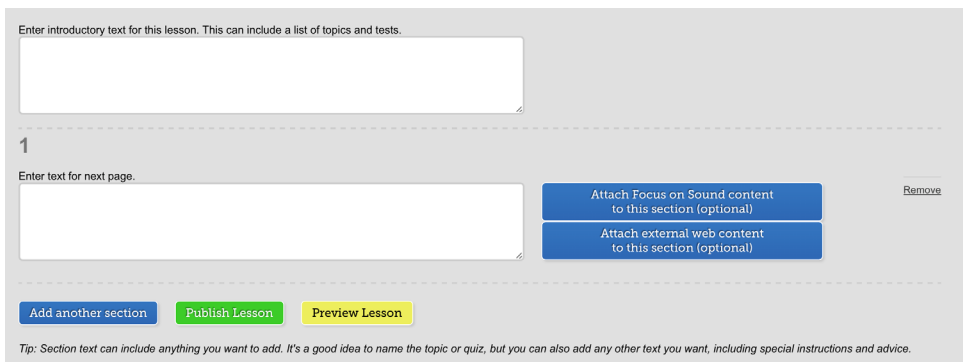 Enter introductory text for this lesson. This can include a list of topics and tests.
1
Enter text for next page.
Attach Focus on Sound content
to this section (optional)
Remove
Attach external web content
to this section (optional)
Add another section
Publish Lesson
Preview Lesson
Tip: Section text can include anything you want to add. It's a good idea to name the topic or quiz, but you can also add any other text you want, including special instructions and advice.